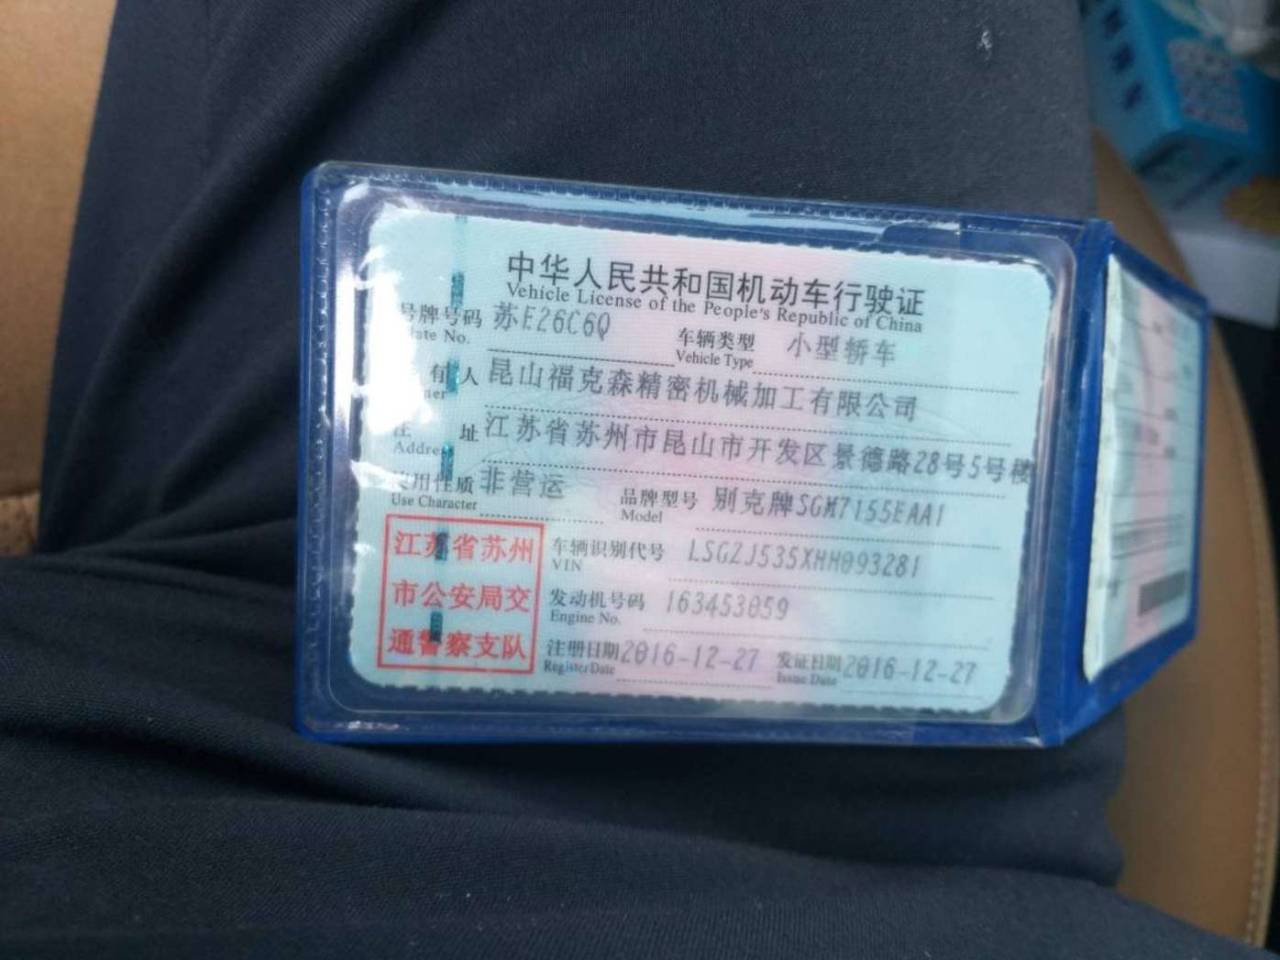 中华人民共和国机动车行驶证
Vehicle License of the People's Republic of China
号牌号码 苏E26C6Q 车辆类型 小型轿车
Plate No. Vehicle Type
有人 昆山福克森精密机械加工有限公司
址 江苏省苏州市昆山市开发区景德路28号5号楼
Address
使用性质 非营运 品牌型号 别克牌SGM7155EAA1
Use Character Model
江苏省苏州
市公安局交
通警察支队
车辆识别代号 LSGZJ535XHH093281
VIN
发动机号码 163453059
Engine No.
注册日期 2016-12-27 发证日期 2016-12-27
Register Date Issue Date